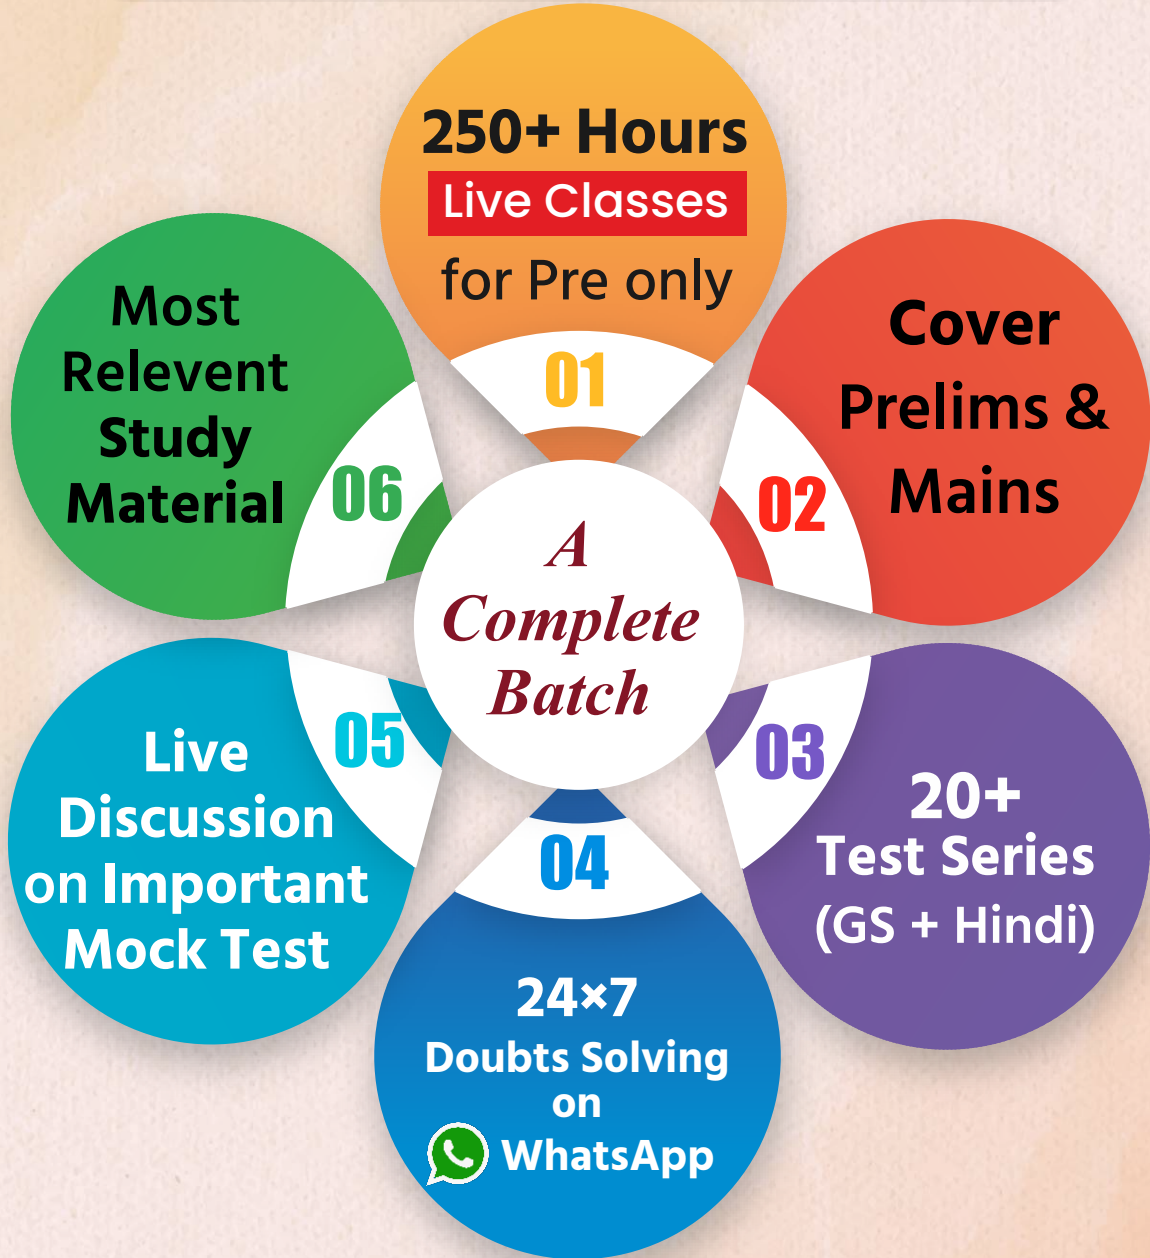 250+ Hours
Live Classes
for Pre only
01
Cover
Prelims &
Mains
02
20+
Test Series
(GS + Hindi)
03
24×7
Doubts Solving
on
WhatsApp
04
Live
Discussion
on Important
Mock Test
05
Most
Relevent
Study
Material
06
A
Complete
Batch